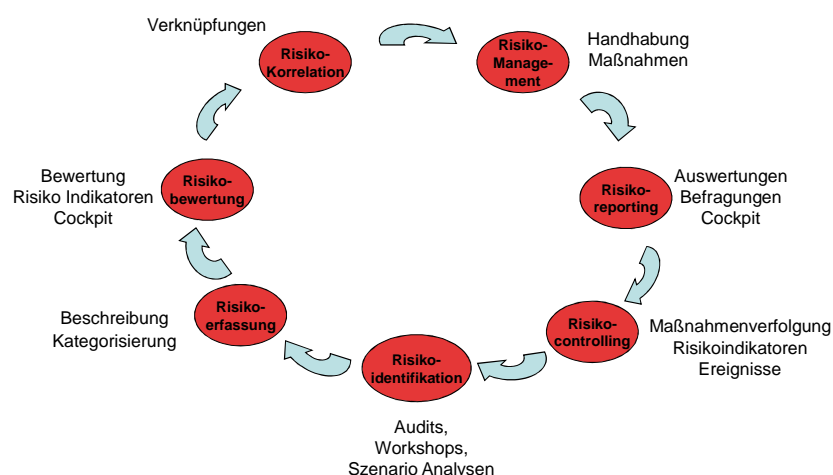 Verknüpfungen
Risiko-
Korrelation
Risiko-
Manage-
ment
Handhabung
Maßnahmen
Bewertung
Risiko Indikatoren
Cockpit
Risiko-
bewertung
Risiko-
reporting
Auswertungen
Befragungen
Cockpit
Beschreibung
Kategorisierung
Risiko-
erfassung
Risiko-
controlling
Maßnahmenverfolgung
Risikoindikatoren
Ereignisse
Risiko-
identifikation
Audits,
Workshops,
Szenario Analysen